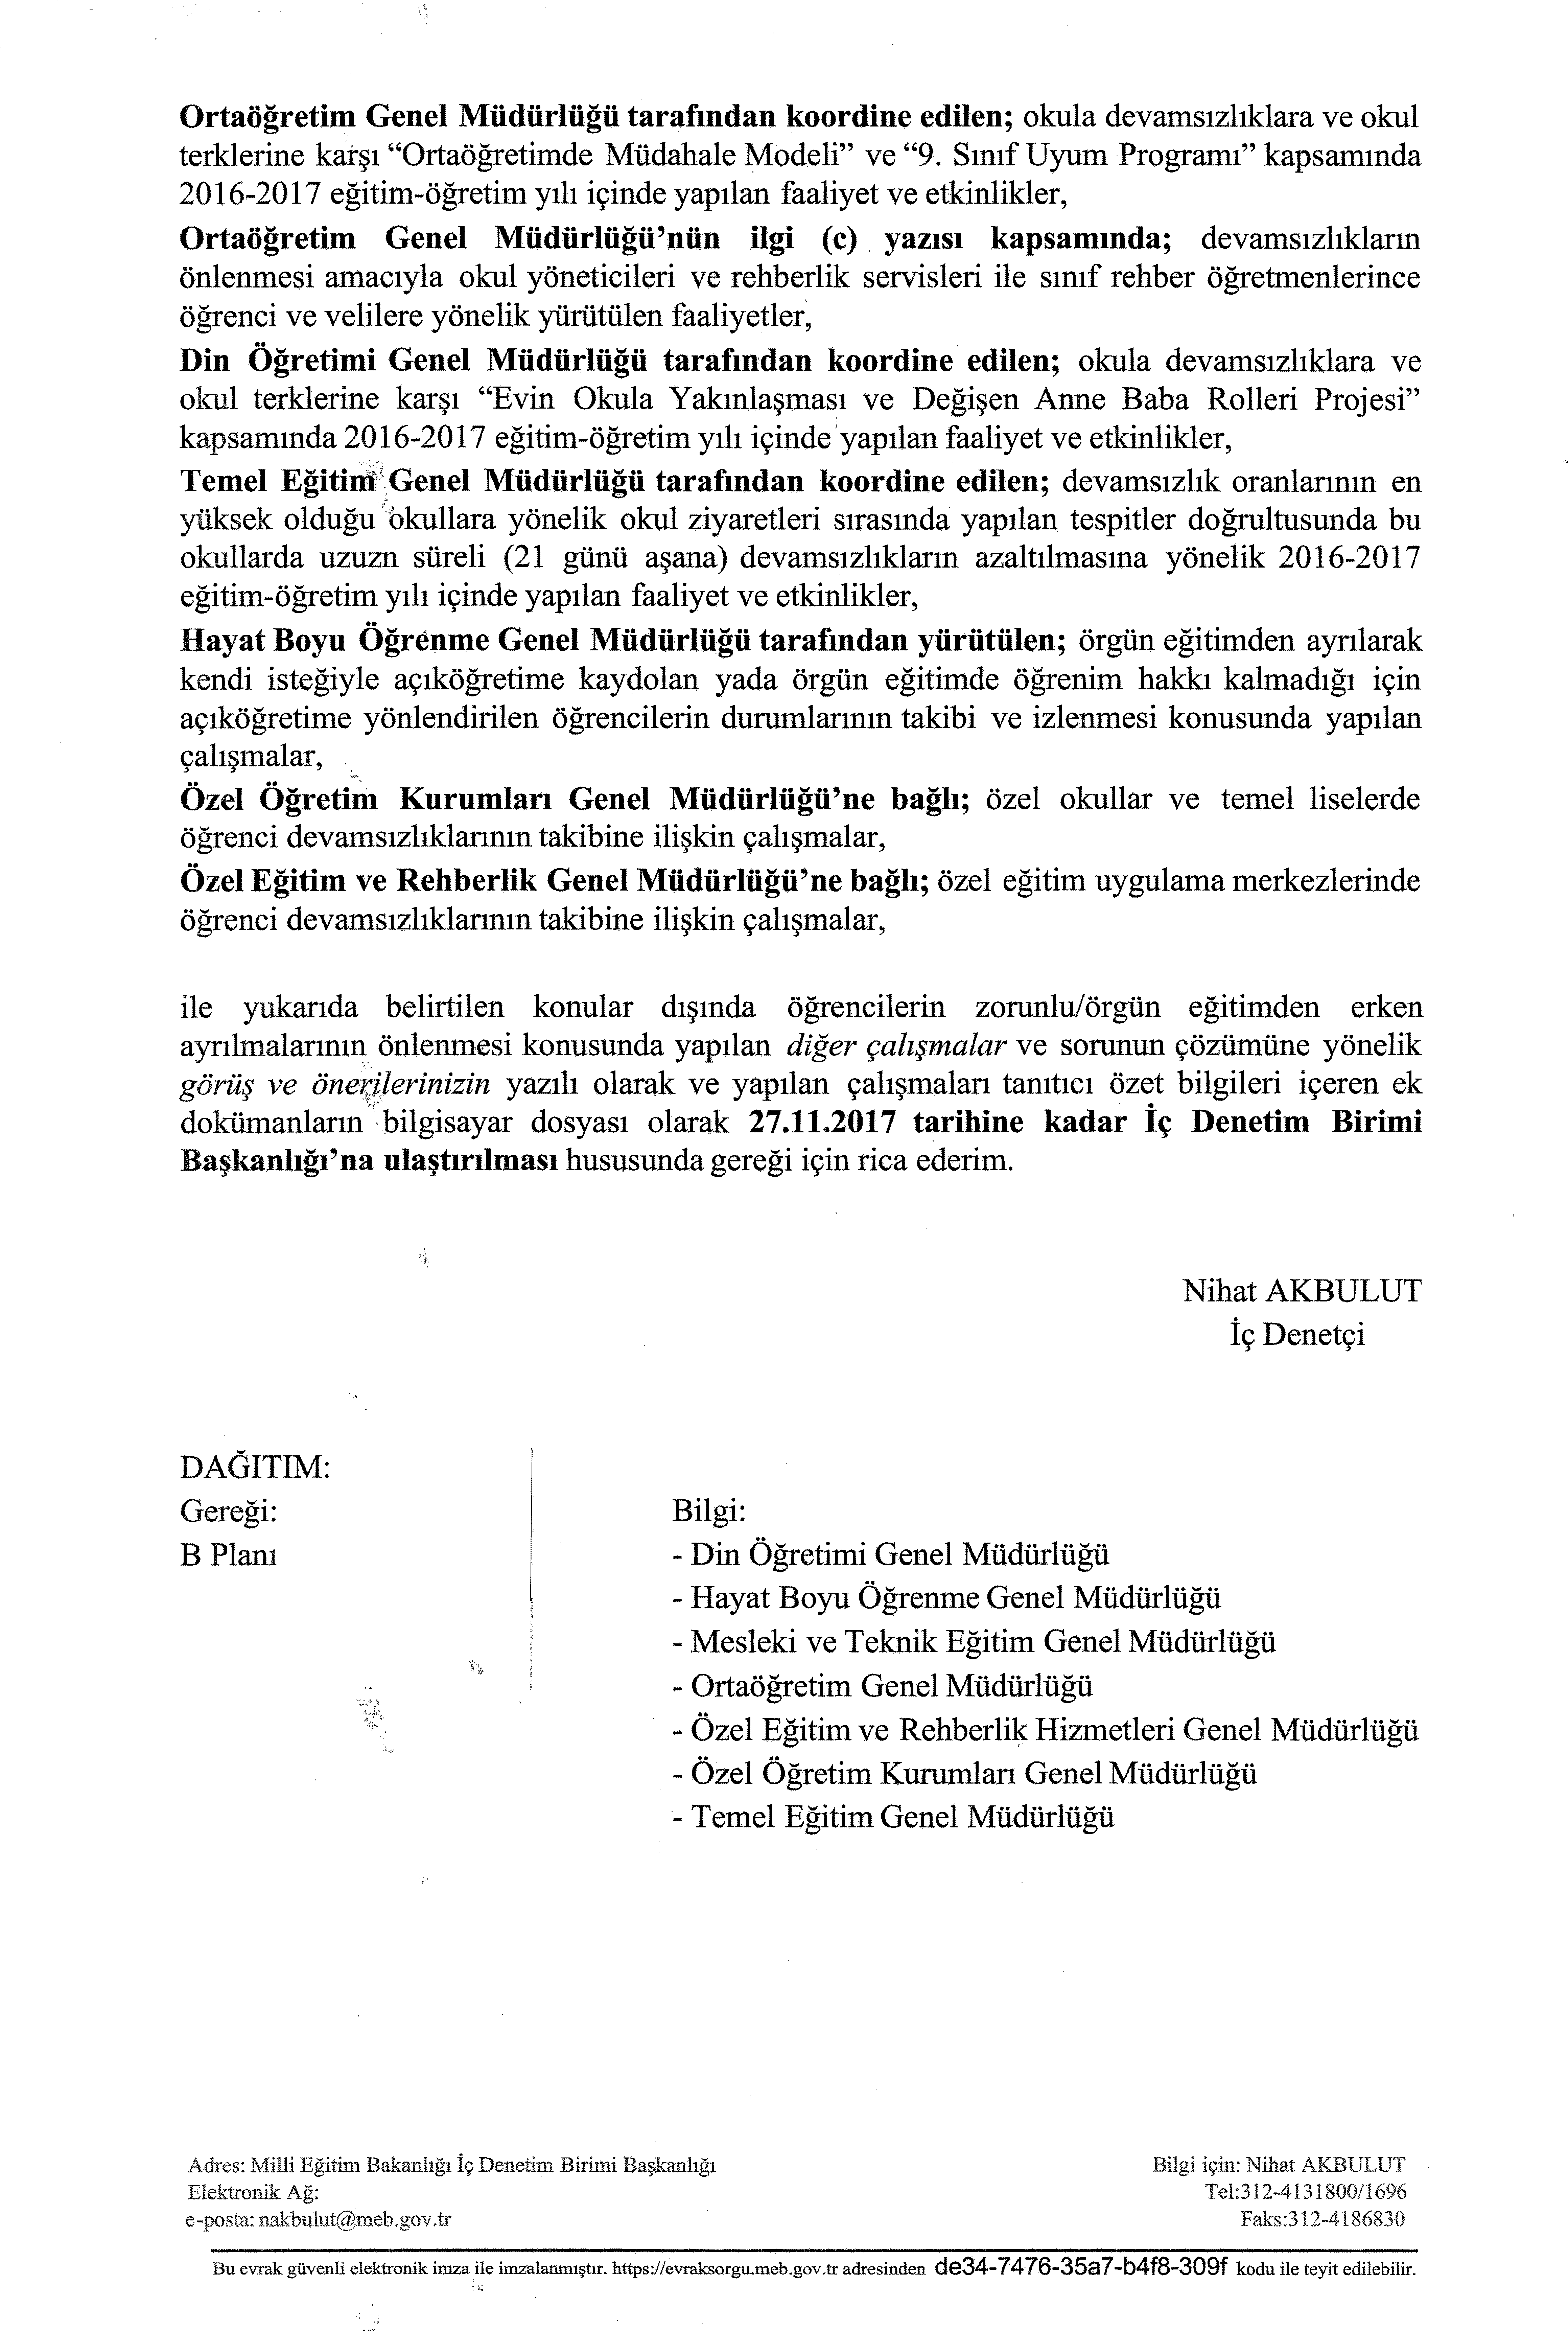 Ortaöğretim Genel Müdürlüğü tarafından koordine edilen; okula devamsızlıklara ve okul
terklerine karşı “Ortaöğretimde Müdahale Modeli” ve “9. Sınıf Uyum Programı” kapsamında
2016-2017 eğitim-öğretim yılı içinde yapılan faaliyet ve etkinlikler,
Ortaöğretim Genel Müdürlüğü’nün ilgi (c) yazısı kapsamında; devamsızlıkların
önlenmesi amacıyla okul yöneticileri ve rehberlik servisleri ile sınıf rehber öğretmenlerince
öğrenci ve velilere yönelik yürütülen faaliyetler,
Din Öğretimi Genel Müdürlüğü tarafından koordine edilen; okula devamsızlıklara ve
okul terklerine karşı “Evin Okula Yakınlaşması ve Değişen Anne Baba Rolleri Projesi”
kapsamında 2016-2017 eğitim-öğretim yılı içinde yapılan faaliyet ve etkinlikler,
Temel Eğitim Genel Müdürlüğü tarafından koordine edilen; devamsızlık oranlarının en
yüksek olduğu okullara yönelik okul ziyaretleri sırasında yapılan tespitler doğrultusunda bu
okullarda uzuzn süreli (21 günü aşana) devamsızlıkların azaltılmasına yönelik 2016-2017
eğitim-öğretim yılı içinde yapılan faaliyet ve etkinlikler,
Hayat Boyu Öğrenme Genel Müdürlüğü tarafından yürütülen; örgün eğitimden ayrılarak
kendi isteğiyle açıköğretime kaydolan yada örgün eğitimde öğrenim hakkı kalmadığı için
açıköğretime yönlendirilen öğrencilerin durumlarının takibi ve izlenmesi konusunda yapılan
çalışmalar,
Özel Öğretim Kurumları Genel Müdürlüğü’ne bağlı; özel okullar ve temel liselerde
öğrenci devamsızlıklarının takibine ilişkin çalışmalar,
Özel Eğitim ve Rehberlik Genel Müdürlüğü’ne bağlı; özel eğitim uygulama merkezlerinde
öğrenci devamsızlıklarının takibine ilişkin çalışmalar,
ile yukarıda belirtilen konular dışında öğrencilerin zorunlu/örgün eğitimden erken
ayrılmalarının önlenmesi konusunda yapılan diğer çalışmalar ve sorunun çözümüne yönelik
görüş ve önerilerinizin yazılı olarak ve yapılan çalışmaları tanıtıcı özet bilgileri içeren ek
dokümanların bilgisayar dosyası olarak 27.11.2017 tarihine kadar İç Denetim Birimi
Başkanlığı’na ulaştırılması hususunda gereği için rica ederim.
Nihat AKBULUT
İç Denetçi
DAĞITIM:
Gereği:
B Planı
Bilgi:
- Din Öğretimi Genel Müdürlüğü
- Hayat Boyu Öğrenme Genel Müdürlüğü
- Mesleki ve Teknik Eğitim Genel Müdürlüğü
- Ortaöğretim Genel Müdürlüğü
- Özel Eğitim ve Rehberlik Hizmetleri Genel Müdürlüğü
- Özel Öğretim Kurumları Genel Müdürlüğü
- Temel Eğitim Genel Müdürlüğü
Adres: Milli Eğitim Bakanlığı İç Denetim Birimi Başkanlığı
Elektronik Ağ:
e-posta: nakbulut@meb.gov.tr
Bilgi için: Nihat AKBULUT
Tel:312-4131800/1696
Faks:312-4186830
Bu evrak güvenli elektronik imza ile imzalanmıştır. https://evraksorgu.meb.gov.tr adresinden de34-7476-35a7-b4f8-309f kodu ile teyit edilebilir.